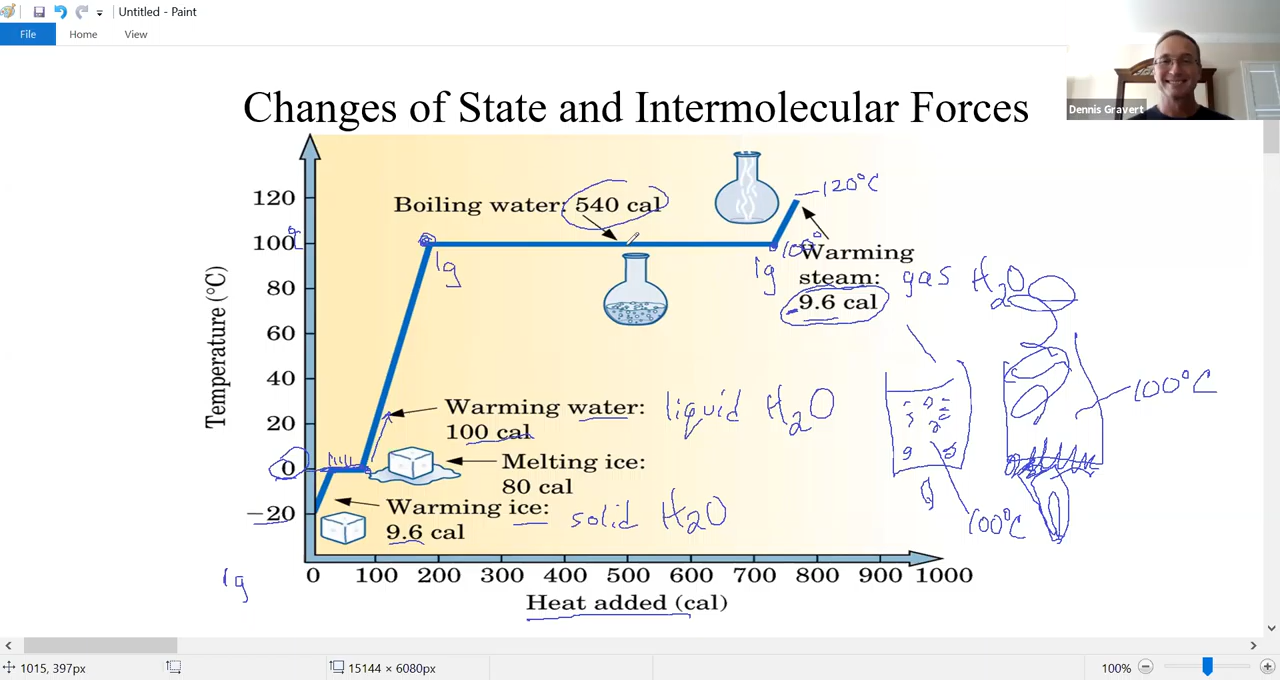 Untitled - Paint
File Home View
Dennis Gravert
Changes of State and Intermolecular Forces
Temperature (°C)
120
100
80
60
40
20
0
−20
°C
Boiling water: 540 cal
120°C
1g
1g
100°
Warming
steam:
9.6 cal
gas H₂O
Warming water:
100 cal
liquid H₂O
Melting ice:
80 cal
Warming ice:
9.6 cal
solid H₂O
100°C
100°C
1g
0 100 200 300 400 500 600 700 800 900 1000
Heat added (cal)
1015, 397px
15144 × 6080px
100%